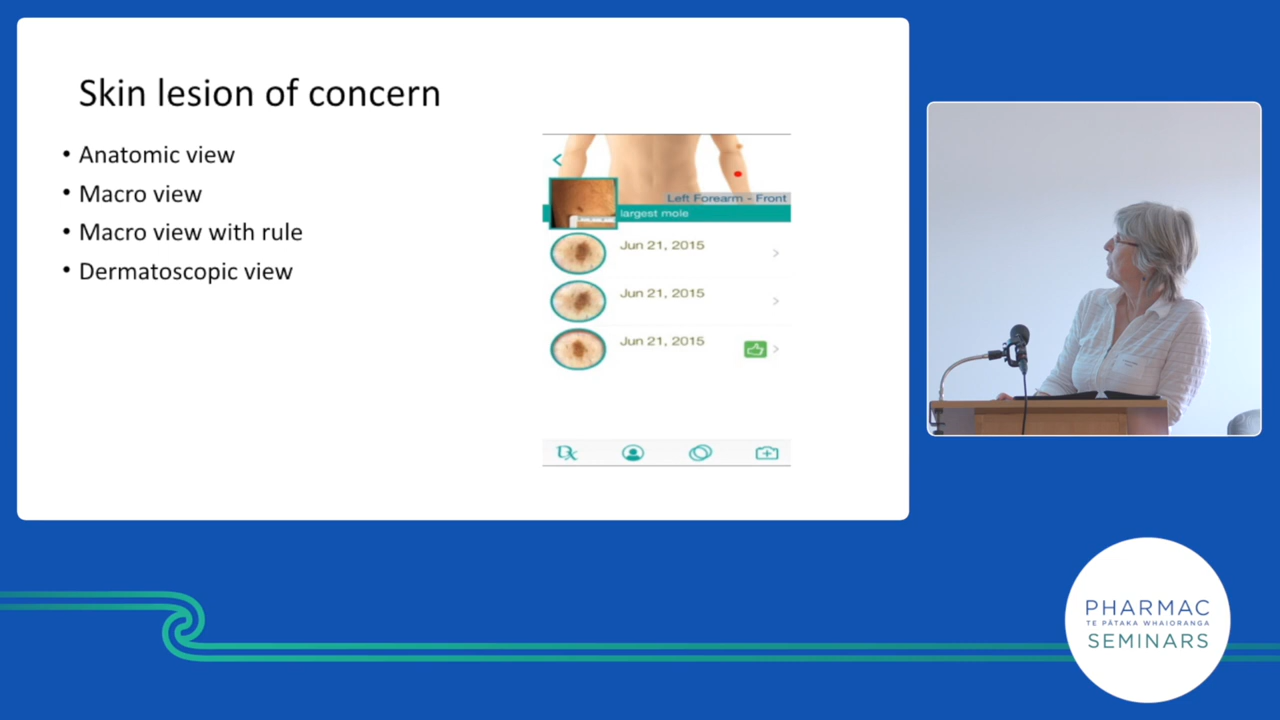 Skin lesion of concern
• Anatomic view
• Macro view
• Macro view with rule
• Dermatoscopic view
Left Forearm - Front
largest mole
Jun 21, 2015
Jun 21, 2015
Jun 21, 2015
Dx
PHARMAC
TE PĀTAKA WHAIORANGA
SEMINARS